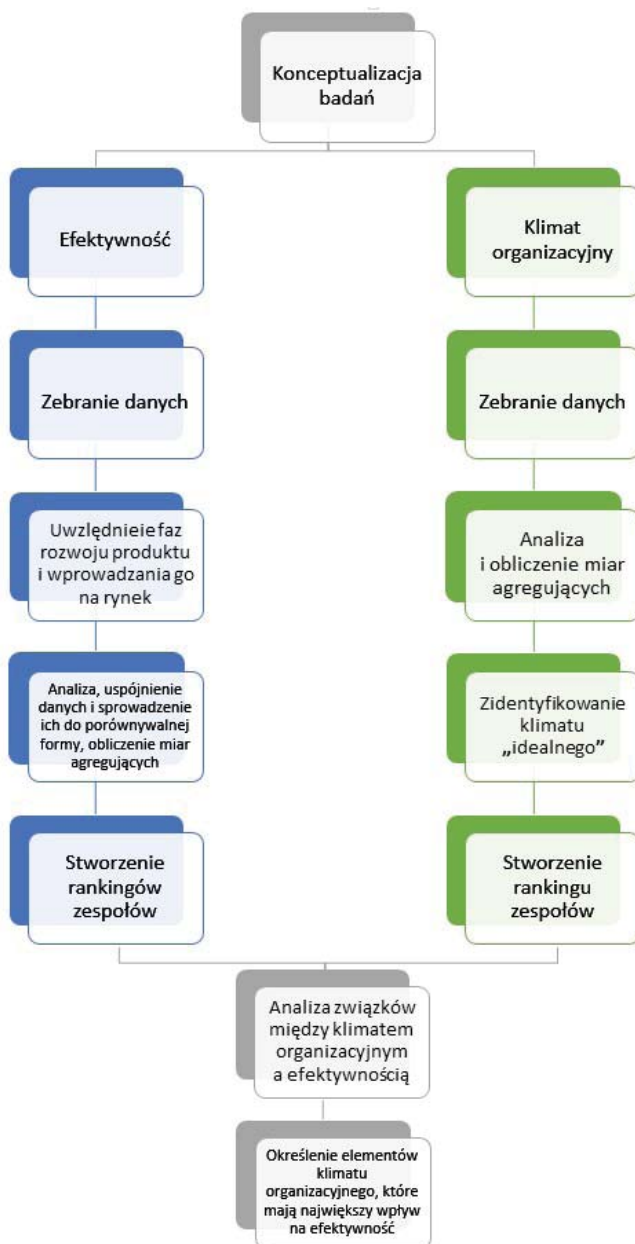 Konceptualizacja
badań
Efektywność
Klimat
organizacyjny
Zebranie danych
Zebranie danych
Uwzlędnieie faz
rozwoju produktu
i wprowadzania go
na rynek
Analiza
i obliczenie miar
agregujących
Analiza, uspójnienie
danych i sprowadzenie
ich do porównywalnej
formy, obliczenie miar
agregujących
Zidentyfikowanie
klimatu
„idealnego”
Stworzenie
rankingów
zespołów
Stworzenie
rankingu
zespołów
Analiza związków
między klimatem
organizacyjnym
a efektywnością
Określenie elementów
klimatu
organizacyjnego, które
mają największy wpływ
na efektywność